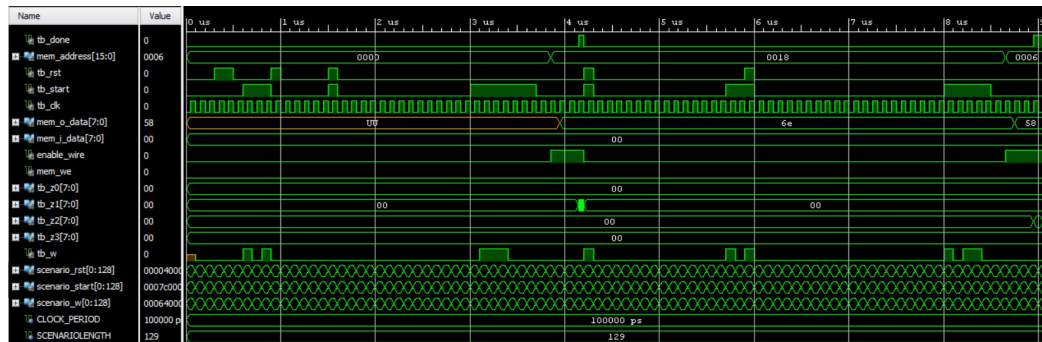 Name Value 0 us 1 us 2 us 3 us 4 us 5 us 6 us 7 us 8 us
tb_done 0
mem_address[15:0] 0006 0000 0018 0006
tb_rst 0
tb_start 0
tb_clk 0
mem_o_data[7:0] 58 UU 6e 58
mem_i_data[7:0] 00 00
enable_wire 0
mem_we 0
tb_z0[7:0] 00 00
tb_z1[7:0] 00 00 00
tb_z2[7:0] 00 00
tb_z3[7:0] 00 00
tb_w 0
scenario_rst[0:128] 00004000
scenario_start[0:128] 0007c000
scenario_w[0:128] 00064000
CLOCK_PERIOD 100000 p 100000 ps
SCENARIOLENGTH 129 129